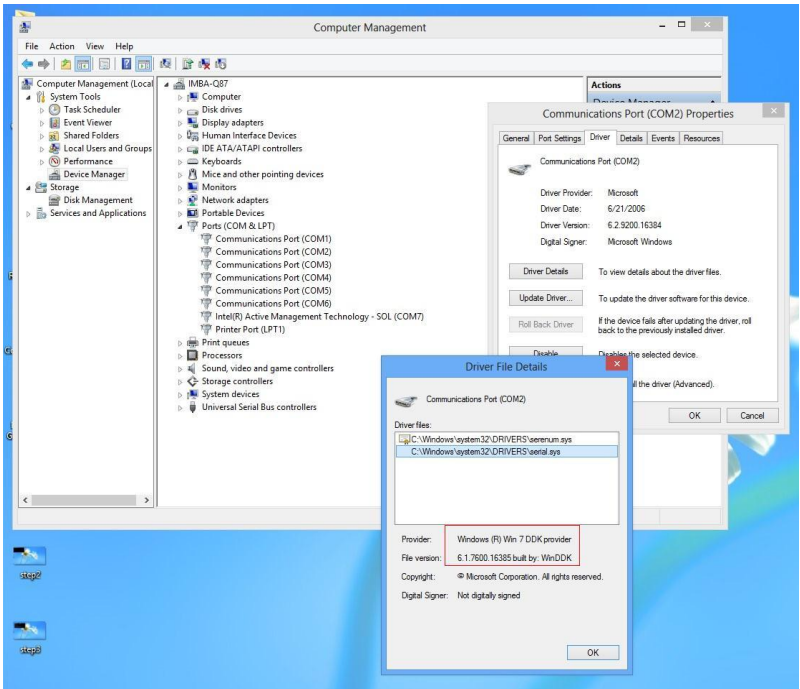 Computer Management
File Action View Help
Computer Management (Local
System Tools
Task Scheduler
Event Viewer
Shared Folders
Local Users and Groups
Performance
Device Manager
Storage
Disk Management
Services and Applications
IMBA-Q87
Computer
Disk drives
Display adapters
Human Interface Devices
IDE ATA/ATAPI controllers
Keyboards
Mice and other pointing devices
Monitors
Network adapters
Portable Devices
Ports (COM & LPT)
Communications Port (COM1)
Communications Port (COM2)
Communications Port (COM3)
Communications Port (COM4)
Communications Port (COM5)
Communications Port (COM6)
Intel(R) Active Management Technology - SOL (COM7)
Printer Port (LPT1)
Print queues
Processors
Sound, video and game controllers
Storage controllers
System devices
Universal Serial Bus controllers
Actions
Device Manager
Communications Port (COM2) Properties
General Port Settings Driver Details Events Resources
Communications Port (COM2)
Driver Provider: Microsoft
Driver Date: 6/21/2006
Driver Version: 6.2.9200.16384
Digital Signer: Microsoft Windows
Driver Details To view details about the driver files.
Update Driver... To update the driver software for this device.
Roll Back Driver If the device fails after updating the driver, roll
back to the previously installed driver.
Disable Disables the selected device.
all the driver (Advanced).
OK Cancel
Driver File Details
Communications Port (COM2)
Driver files:
C:\Windows\system32\DRIVERS\serenum.sys
C:\Windows\system32\DRIVERS\serial.sys
Provider: Windows (R) Win 7 DDK provider
File version: 6.1.7600.16385 built by: WinDDK
Copyright: © Microsoft Corporation. All rights reserved.
Digital Signer: Not digitally signed
OK
step2
step3